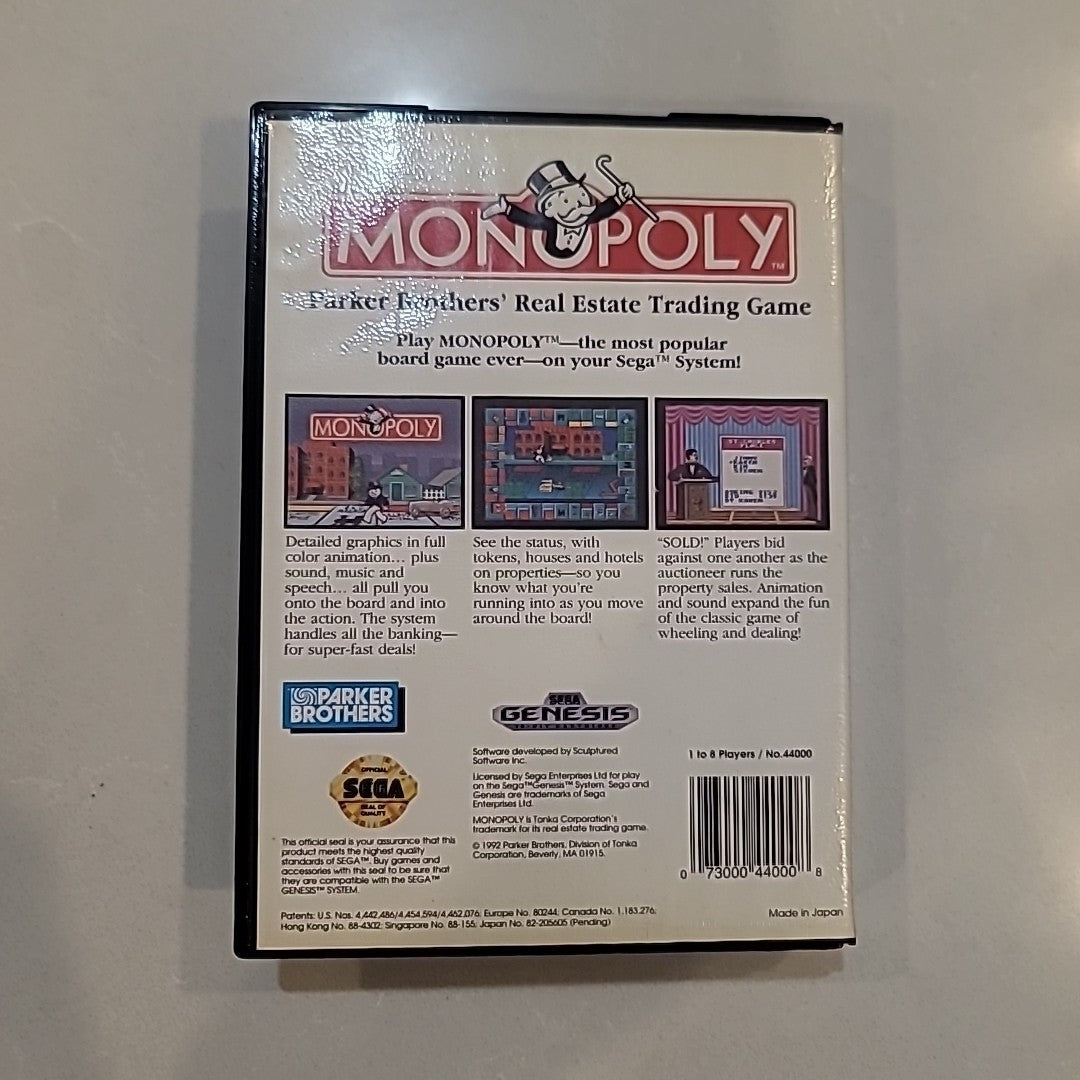 MONOPOLY™
Parker Brothers' Real Estate Trading Game
Play MONOPOLY™—the most popular
board game ever—on your Sega™ System!
MONOPOLY
ST. CHARLES
PLACE
Detailed graphics in full
color animation... plus
sound, music and
speech... all pull you
onto the board and into
the action. The system
handles all the banking—
for super-fast deals!
See the status, with
tokens, houses and hotels
on properties—so you
know what you're
running into as you move
around the board!
"SOLD!" Players bid
against one another as the
auctioneer runs the
property sales. Animation
and sound expand the fun
of the classic game of
wheeling and dealing!
PARKER
BROTHERS
SEGA
GENESIS
OFFICIAL
SEGA
SEAL OF
QUALITY
This official seal is your assurance that this
product meets the highest quality
standards of SEGA™. Buy games and
accessories with this seal to be sure that
they are compatible with the SEGA™
GENESIS™ SYSTEM.
Software developed by Sculptured
Software Inc.
Licensed by Sega Enterprises Ltd for play
on the Sega™Genesis™ System. Sega and
Genesis are trademarks of Sega
Enterprises Ltd.
MONOPOLY is Tonka Corporation's
trademark for its real estate trading game.
© 1992 Parker Brothers, Division of Tonka
Corporation, Beverly, MA 01915.
1 to 8 Players / No.44000
0 73000 44000 8
Patents: U.S. Nos. 4,442,486/4,454,594/4,462,076; Europe No. 80244; Canada No. 1,183,276;
Hong Kong No. 88-4302; Singapore No. 88-155; Japan No. 82-205605 (Pending)
Made in Japan